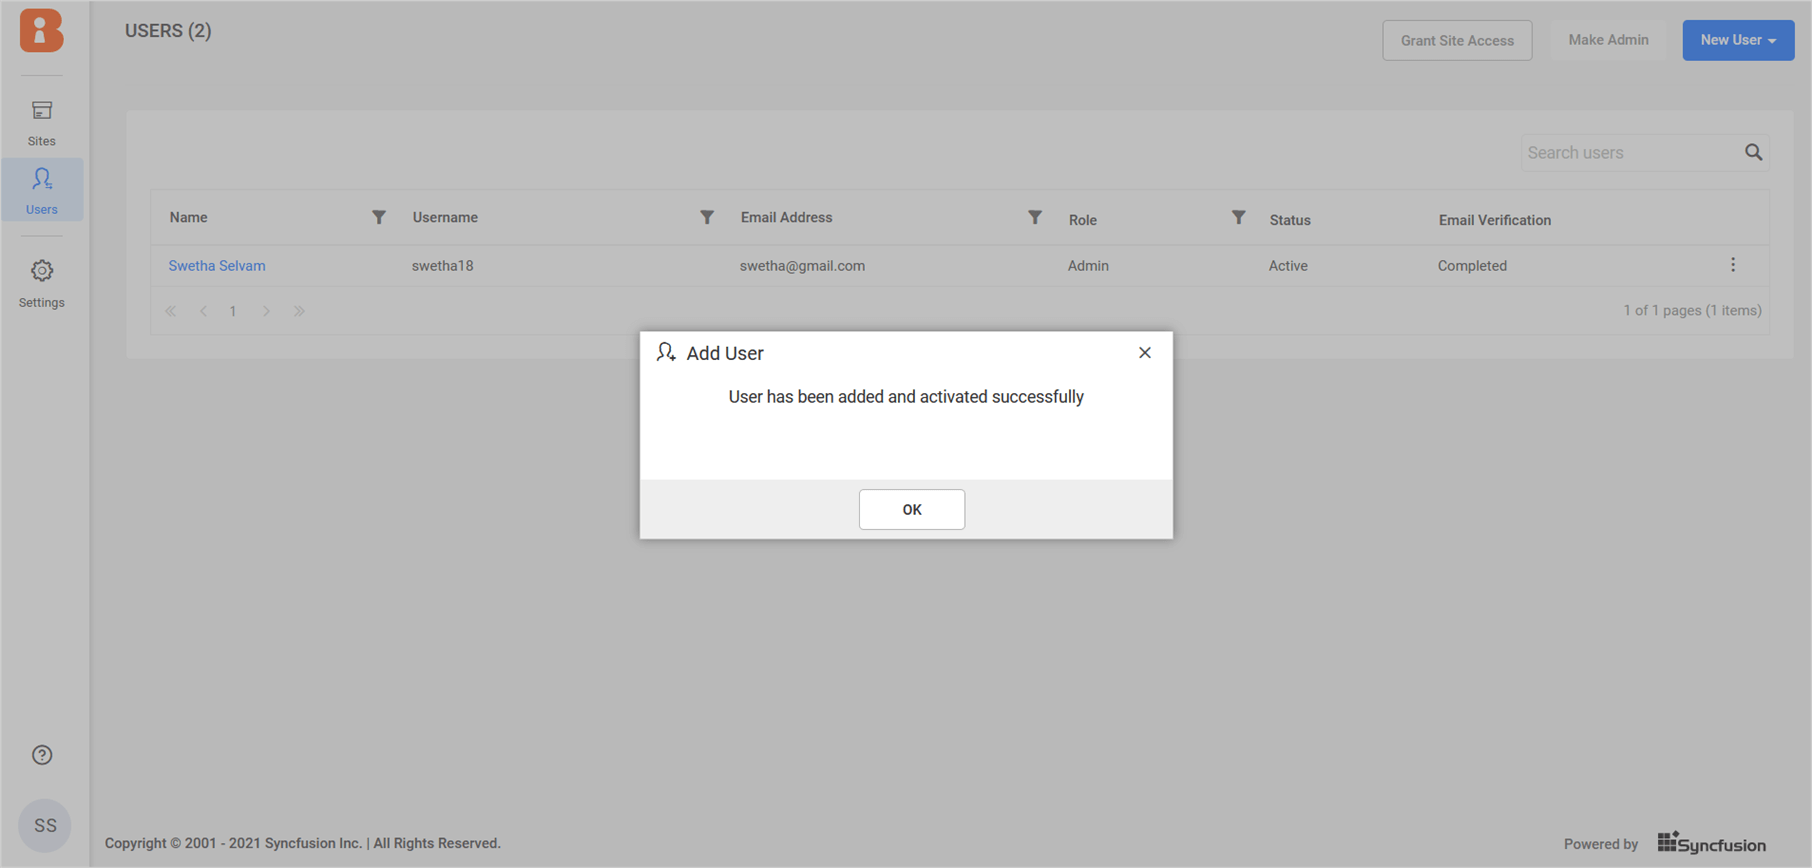 USERS (2)
Grant Site Access
Make Admin
New User
Sites
Users
Settings
Search users
Name
Username
Email Address
Role
Status
Email Verification
Swetha Selvam
swetha18
swetha@gmail.com
Admin
Active
Completed
1
1 of 1 pages (1 items)
Add User
User has been added and activated successfully
OK
SS
Copyright © 2001 - 2021 Syncfusion Inc. | All Rights Reserved.
Powered by
Syncfusion